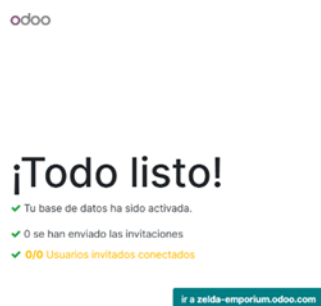 odoo
¡Todo listo!
Tu base de datos ha sido activada.
0 se han enviado las invitaciones
0/0 Usuarios invitados conectados
ir a zelda-emporium.odoo.com